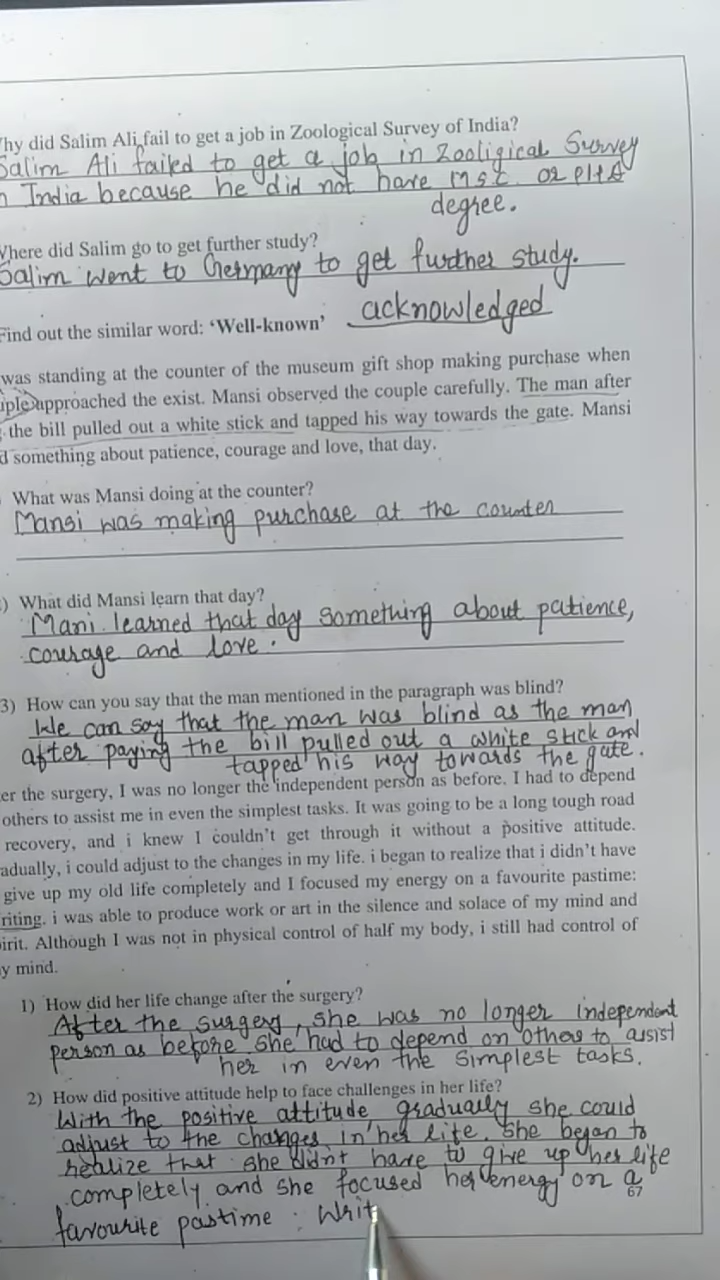 hy did Salim Ali fail to get a job in Zoological Survey of India?
Salim Ali failed to get a job in Zooligical Survey
n India because he did not have M.S.C. or PHD
degree.
Where did Salim go to get further study?
Salim went to Germany to get further study.
Find out the similar word: ‘Well-known’ acknowledged
was standing at the counter of the museum gift shop making purchase when
uple approached the exist. Mansi observed the couple carefully. The man after
the bill pulled out a white stick and tapped his way towards the gate. Mansi
d something about patience, courage and love, that day.
What was Mansi doing at the counter?
Mansi was making purchase at the counter
) What did Mansi learn that day?
Mani learned that day something about patience,
courage and love.
3) How can you say that the man mentioned in the paragraph was blind?
We can say that the man was blind as the man
after paying the bill pulled out a white stick and
tapped his way towards the gate.
er the surgery, I was no longer the independent person as before. I had to depend
others to assist me in even the simplest tasks. It was going to be a long tough road
recovery, and i knew I couldn't get through it without a positive attitude.
adually, i could adjust to the changes in my life. i began to realize that i didn't have
give up my old life completely and I focused my energy on a favourite pastime:
riting. i was able to produce work or art in the silence and solace of my mind and
pirit. Although I was not in physical control of half my body, i still had control of
y mind.
1) How did her life change after the surgery?
After the surgery, she was no longer independent
person as before she had to depend on others to assist
her in even the simplest tasks.
2) How did positive attitude help to face challenges in her life?
With the positive attitude gradually she could
adjust to the changes in her life. she began to
realize that she didn't have to give up her life
completely and she focused her energy on a
67
favourite pastime : Writ